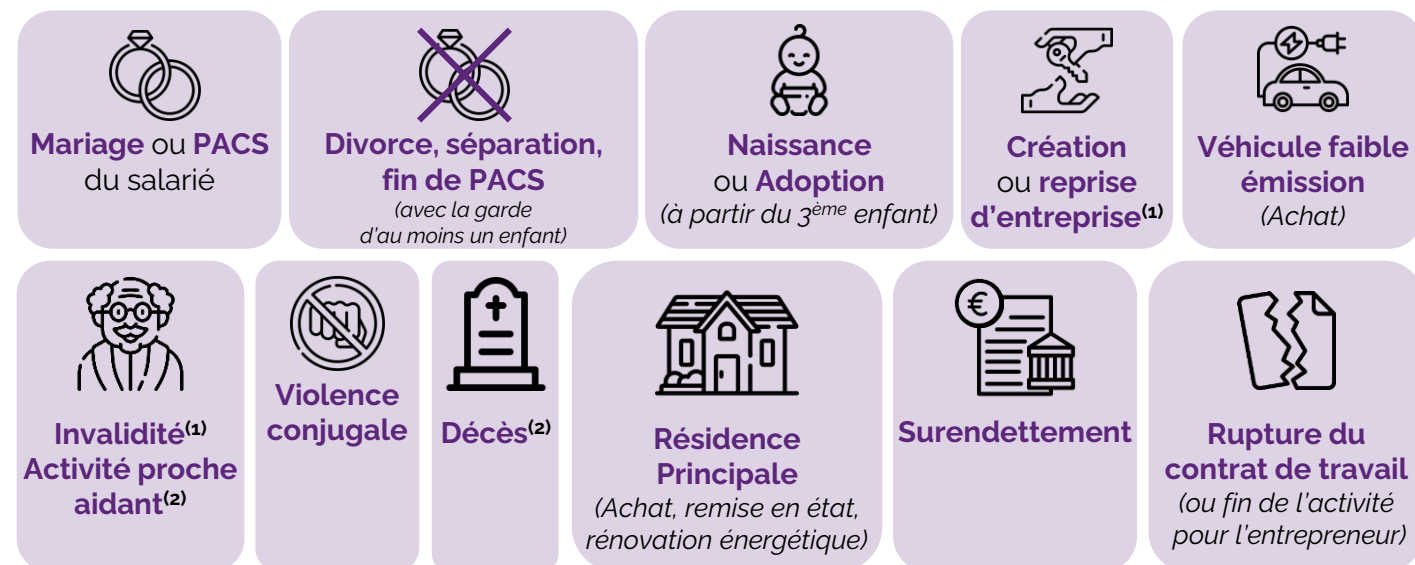 Mariage ou PACS
du salarié
Divorce, séparation,
fin de PACS
(avec la garde
d'au moins un enfant)
Naissance
ou Adoption
(à partir du 3ème enfant)
Création
ou reprise
d'entreprise(1)
Véhicule faible
émission
(Achat)
Invalidité(1)
Activité proche
aidant(2)
Violence
conjugale
Décès(2)
Résidence
Principale
(Achat, remise en état,
rénovation énergétique)
€
Surendettement
Rupture du
contrat de travail
(ou fin de l'activité
pour l'entrepreneur)